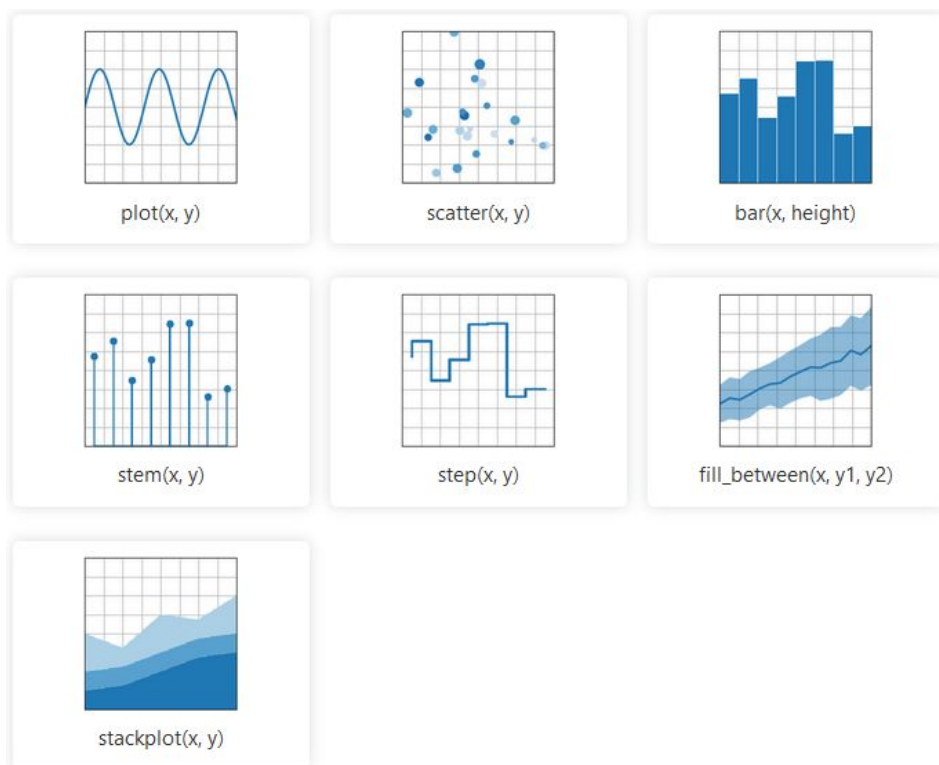 plot(x, y)
scatter(x, y)
bar(x, height)
stem(x, y)
step(x, y)
fill_between(x, y1, y2)
stackplot(x, y)